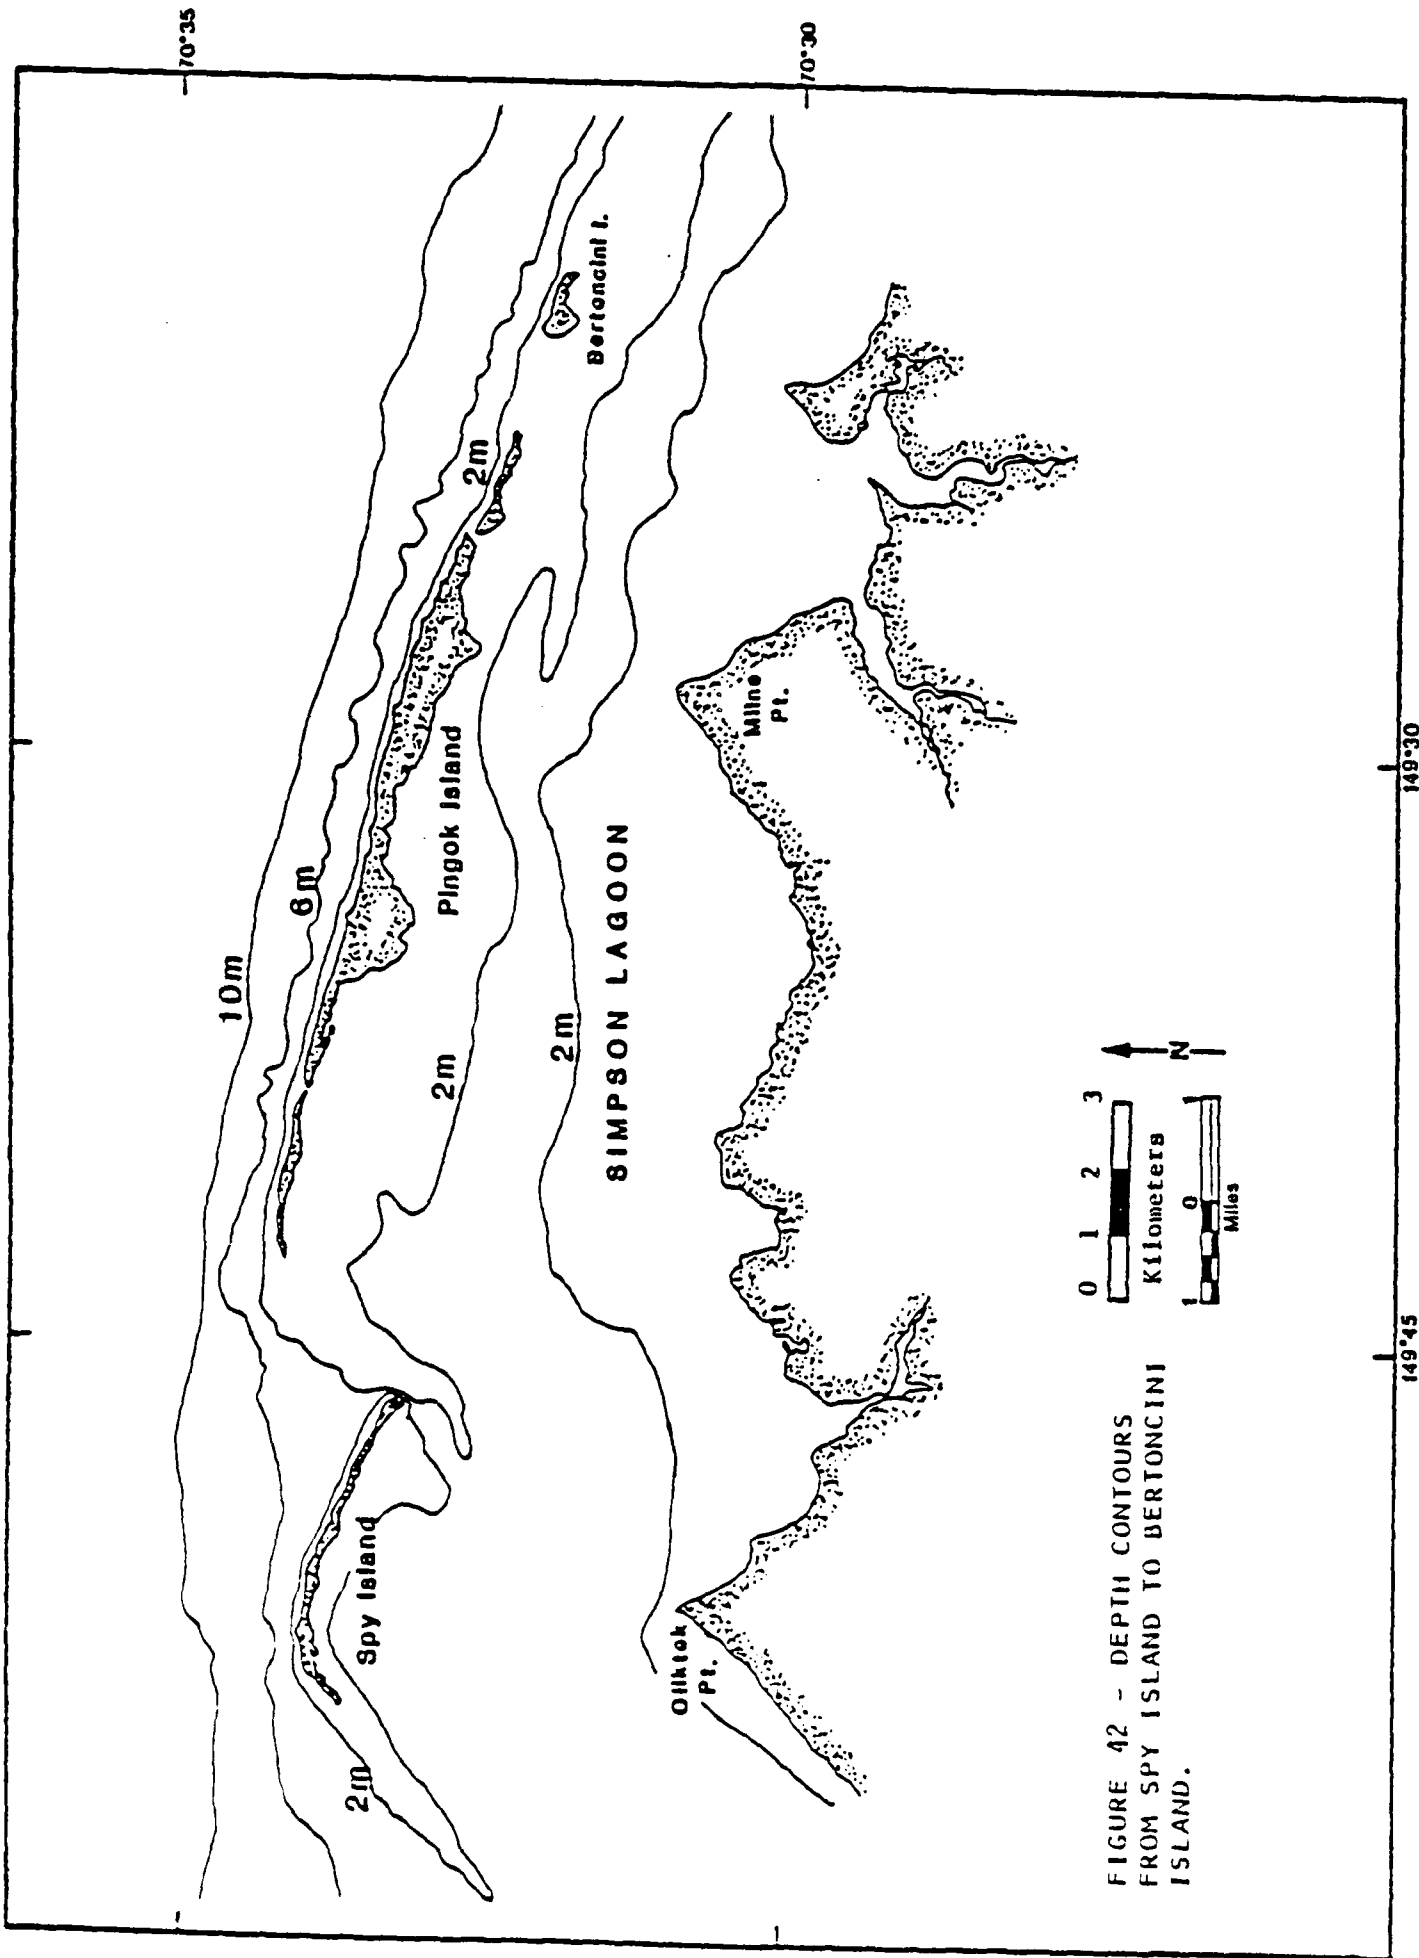 70°35
70°30
10m
6m
2m
Bertoncini I.
Pingok Island
2m
2m
SIMPSON LAGOON
Milne
Pt.
Spy Island
2m
Oliktok
Pt.
0 1 2 3
Kilometers
1 0 1
Miles
N
149°45
149°30
FIGURE 42 - DEPTH CONTOURS
FROM SPY ISLAND TO BERTONCINI
ISLAND.